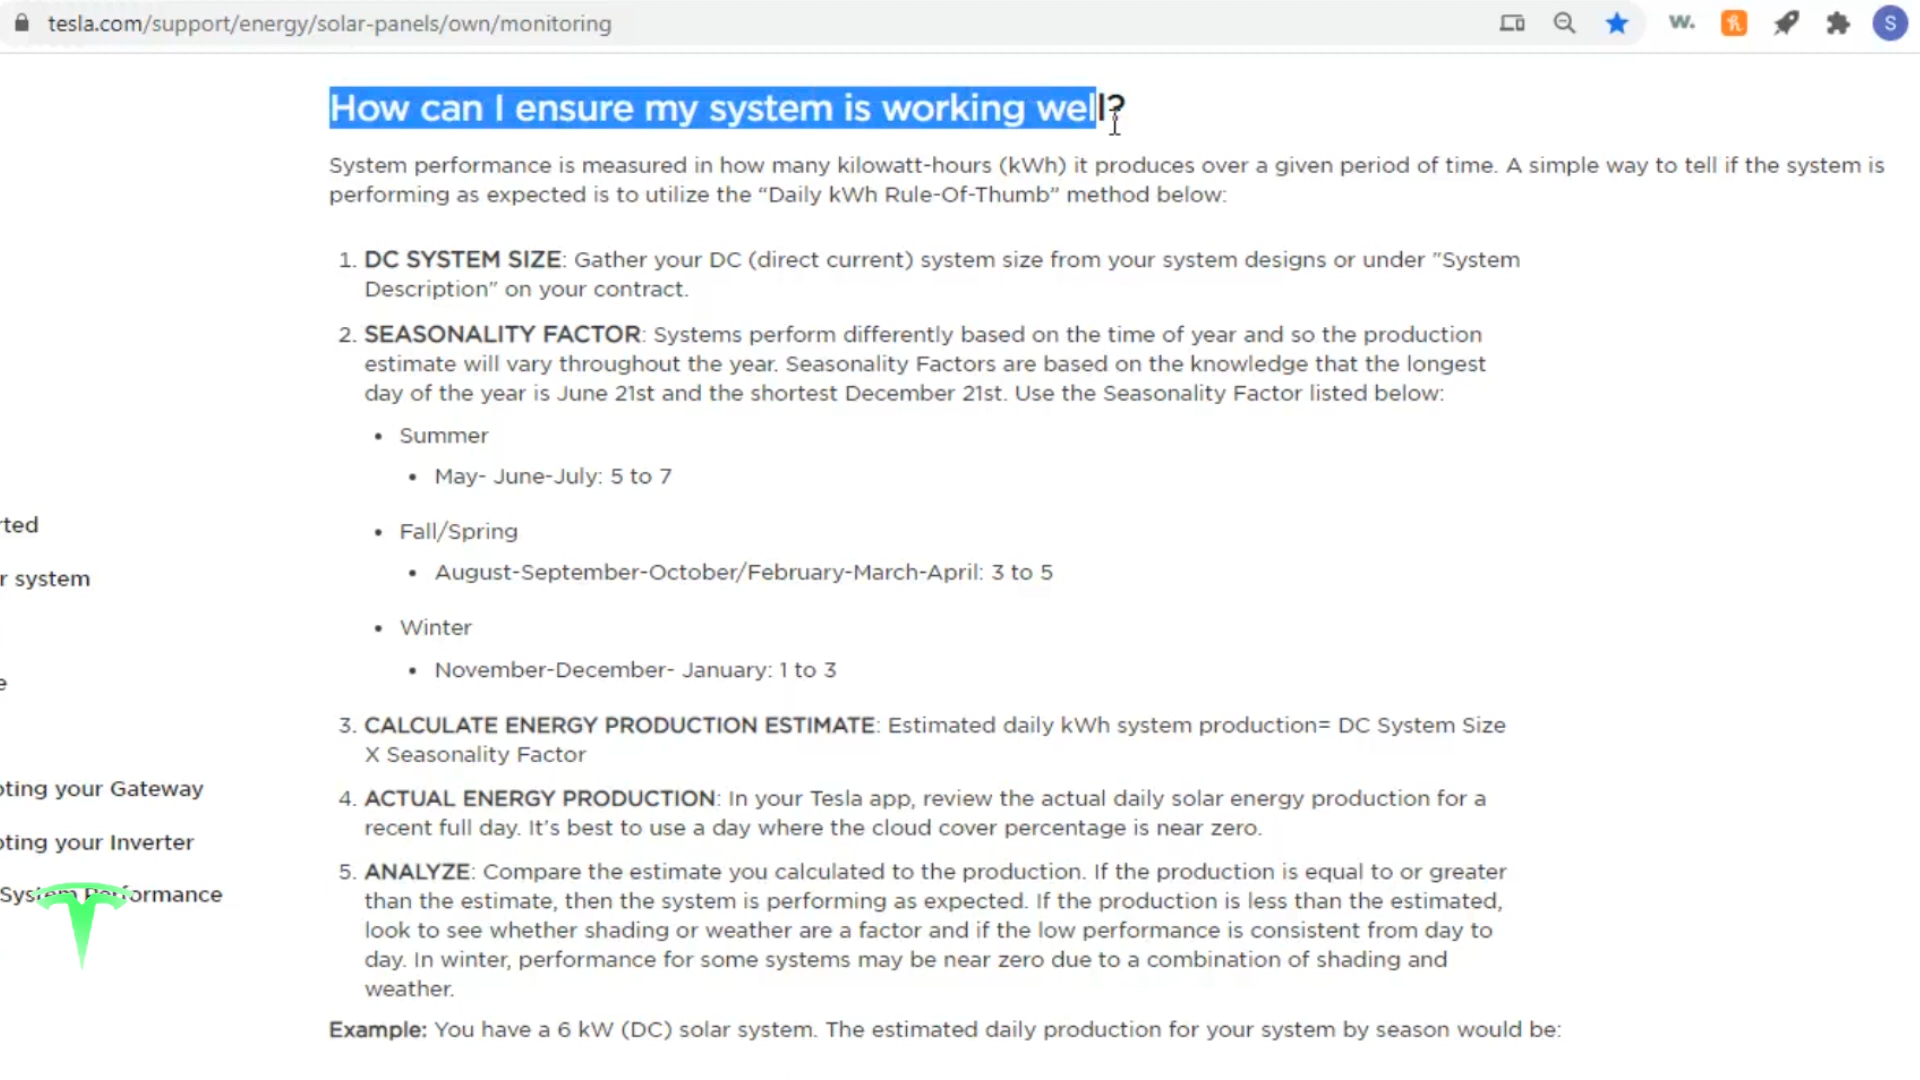 tesla.com/support/energy/solar-panels/own/monitoring
w.
S
How can I ensure my system is working well?
System performance is measured in how many kilowatt-hours (kWh) it produces over a given period of time. A simple way to tell if the system is
performing as expected is to utilize the “Daily kWh Rule-Of-Thumb” method below:
1. DC SYSTEM SIZE: Gather your DC (direct current) system size from your system designs or under "System
Description” on your contract.
2. SEASONALITY FACTOR: Systems perform differently based on the time of year and so the production
estimate will vary throughout the year. Seasonality Factors are based on the knowledge that the longest
day of the year is June 21st and the shortest December 21st. Use the Seasonality Factor listed below:
• Summer
• May- June-July: 5 to 7
rted
• Fall/Spring
• August-September-October/February-March-April: 3 to 5
r system
• Winter
• November-December- January: 1 to 3
e
3. CALCULATE ENERGY PRODUCTION ESTIMATE: Estimated daily kWh system production= DC System Size
X Seasonality Factor
oting your Gateway
4. ACTUAL ENERGY PRODUCTION: In your Tesla app, review the actual daily solar energy production for a
recent full day. It’s best to use a day where the cloud cover percentage is near zero.
oting your Inverter
5. ANALYZE: Compare the estimate you calculated to the production. If the production is equal to or greater
than the estimate, then the system is performing as expected. If the production is less than the estimated,
System Performance
look to see whether shading or weather are a factor and if the low performance is consistent from day to
day. In winter, performance for some systems may be near zero due to a combination of shading and
weather.
Example: You have a 6 kW (DC) solar system. The estimated daily production for your system by season would be: